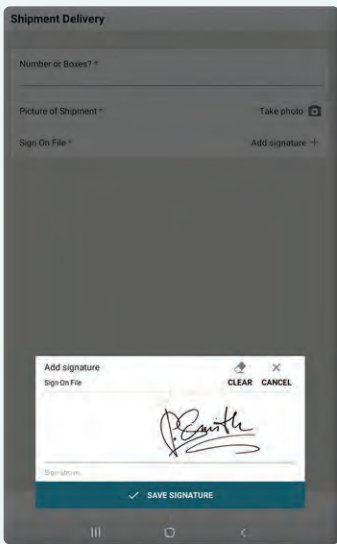 Shipment Delivery
Number or Boxes? *
Picture of Shipment * Take photo
Sign On File * Add signature +
Add signature
Sign On File CLEAR CANCEL
P. Smith
Sign above
SAVE SIGNATURE